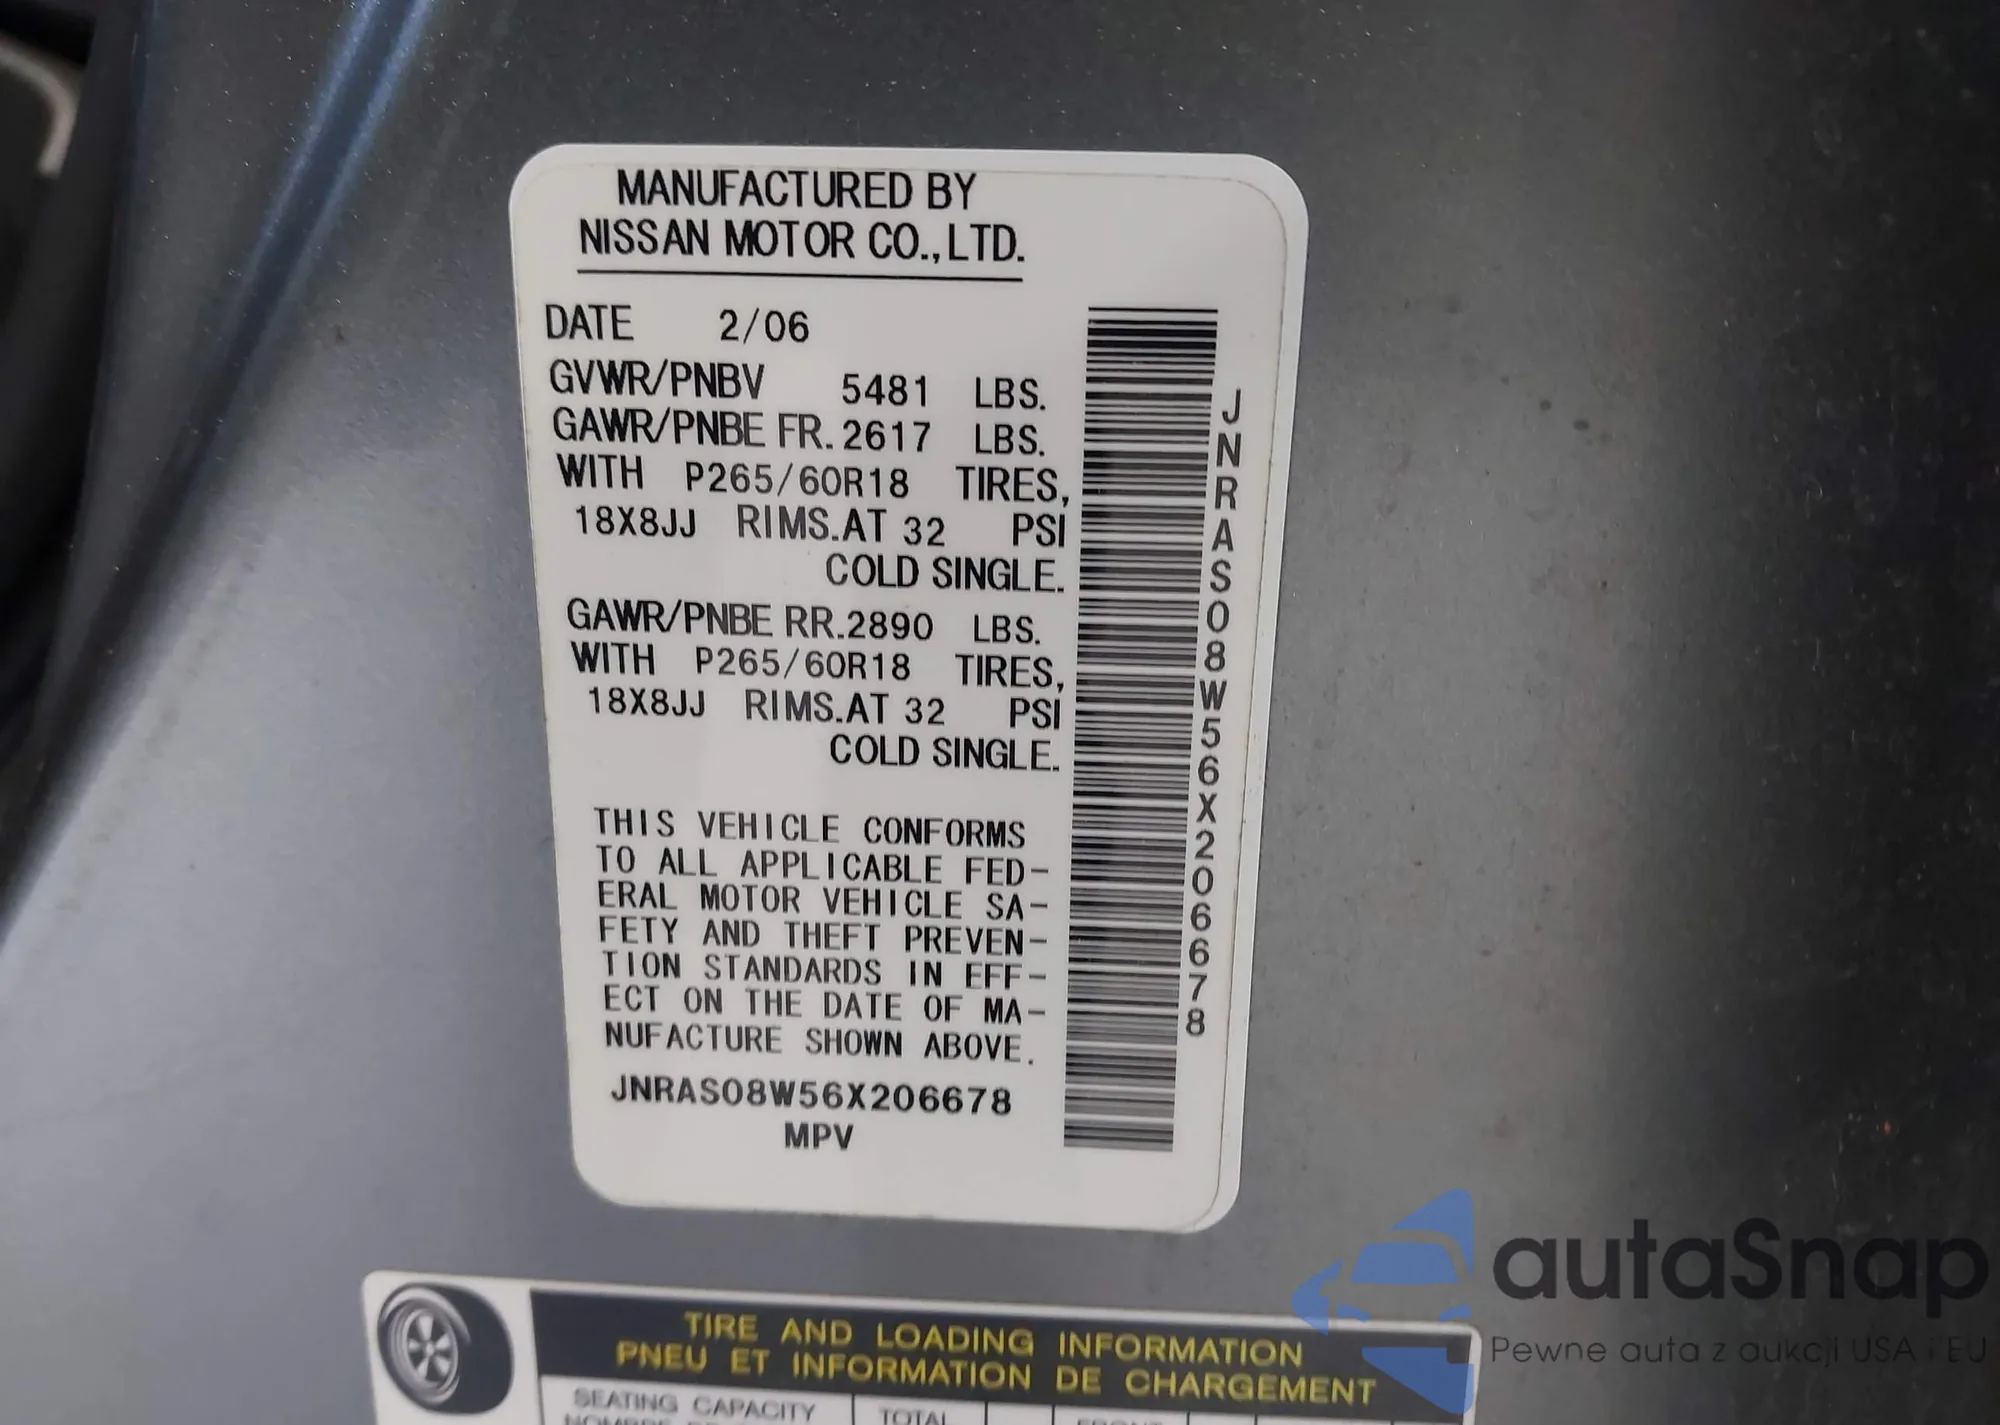 MANUFACTURED BY
NISSAN MOTOR CO.,LTD.
DATE 2/06
GVWR/PNBV 5481 LBS.
GAWR/PNBE FR. 2617 LBS.
WITH P265/60R18 TIRES,
18X8JJ RIMS.AT 32 PSI
COLD SINGLE.
GAWR/PNBE RR. 2890 LBS.
WITH P265/60R18 TIRES,
18X8JJ RIMS.AT 32 PSI
COLD SINGLE.
THIS VEHICLE CONFORMS
TO ALL APPLICABLE FED-
ERAL MOTOR VEHICLE SA-
FETY AND THEFT PREVEN-
TION STANDARDS IN EFF-
ECT ON THE DATE OF MA-
NUFACTURE SHOWN ABOVE.
JNRAS08W56X206678
MPV
JNRAS08W56X206678
TIRE AND LOADING INFORMATION
PNEU ET INFORMATION DE CHARGEMENT
SEATING CAPACITY
TOTAL
autaSnap
Pewne auta z aukcji USA i EU